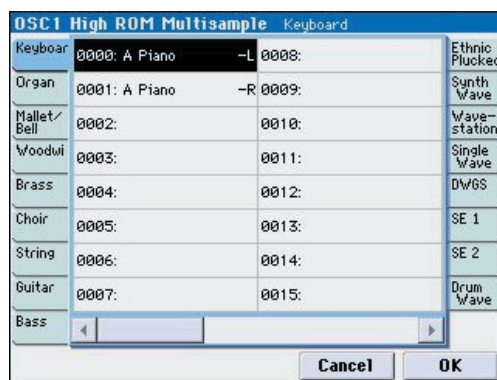 OSC1 High ROM Multisample Keyboard
Keyboar
Organ
Mallet/
Bell
Woodwi
Brass
Choir
String
Guitar
Bass
0000: A Piano -L
0001: A Piano -R
0002:
0003:
0004:
0005:
0006:
0007:
0008:
0009:
0010:
0011:
0012:
0013:
0014:
0015:
Ethnic
Plucked
Synth
Wave
Wave-
station
Single
Wave
DWGS
SE 1
SE 2
Drum
Wave
Cancel
OK